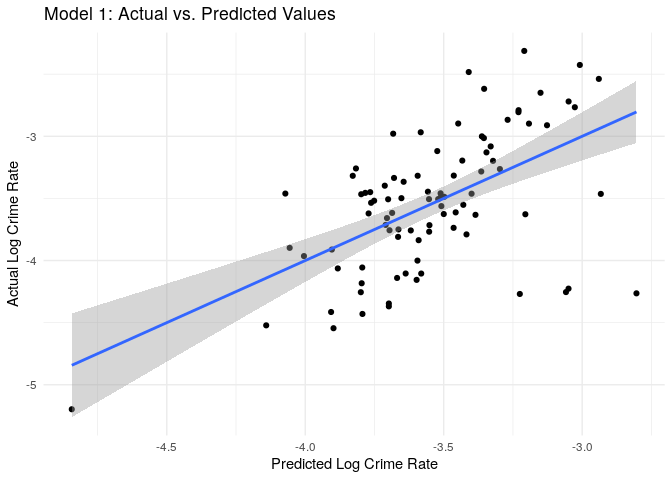 Model 1: Actual vs. Predicted Values
Actual Log Crime Rate
-3
-4
-5
-4.5
-4.0
-3.5
-3.0
Predicted Log Crime Rate